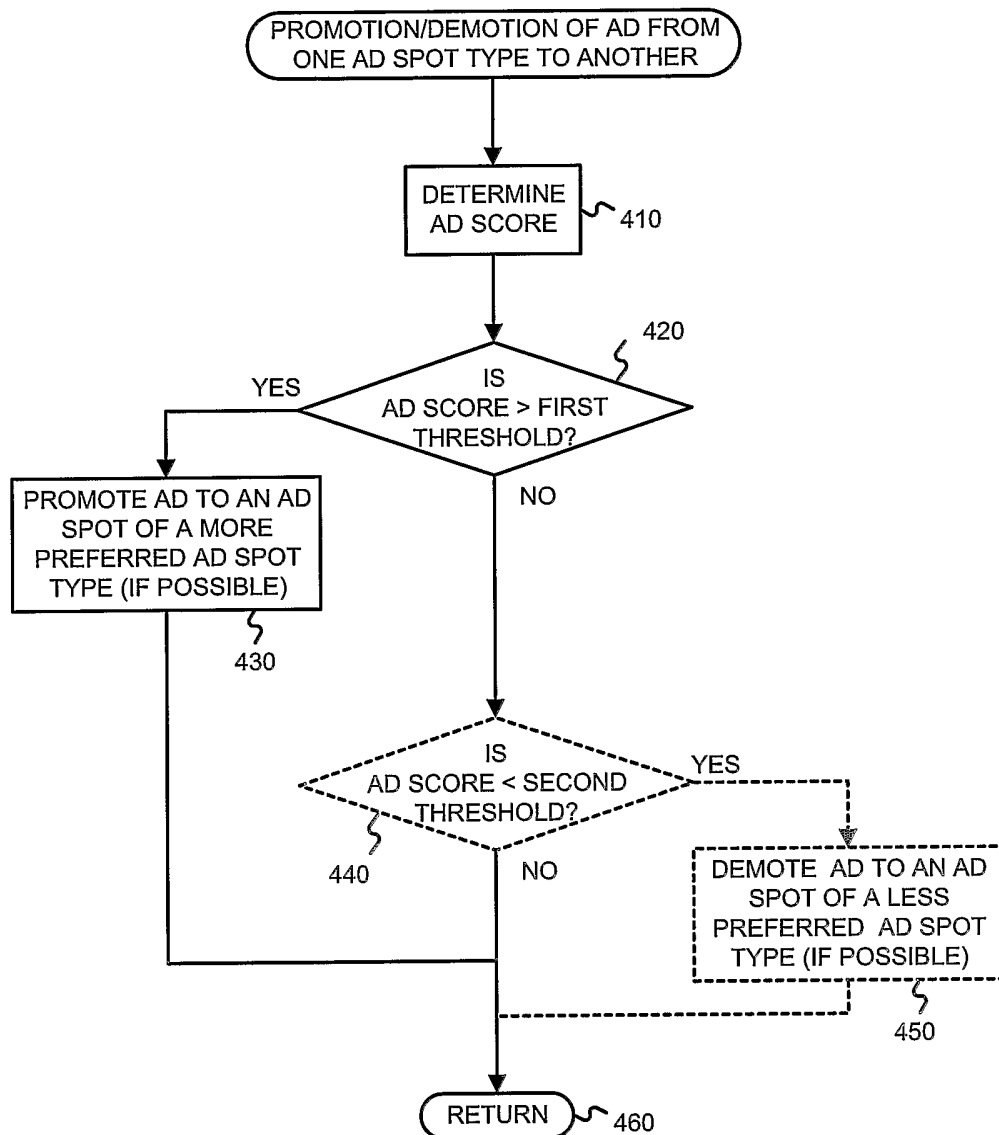 PROMOTION/DEMOTION OF AD FROM
ONE AD SPOT TYPE TO ANOTHER
DETERMINE
AD SCORE
410
420
IS
AD SCORE > FIRST
THRESHOLD?
YES
NO
PROMOTE AD TO AN AD
SPOT OF A MORE
PREFERRED AD SPOT
TYPE (IF POSSIBLE)
430
IS
AD SCORE < SECOND
THRESHOLD?
YES
440
NO
DEMOTE AD TO AN AD
SPOT OF A LESS
PREFERRED AD SPOT
TYPE (IF POSSIBLE)
450
RETURN
460